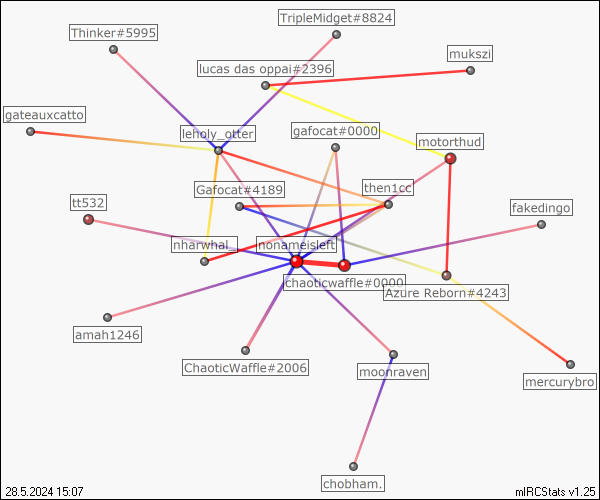 TripleMidget#8824
Thinker#5995
mukszi
lucas das oppai#2396
gateauxcatto
gafocat#0000
leholy_otter
motorthud
Gafocat#4189
then1cc
tt532
fakedingo
nharwhal_
nonameisleft
chaoticwaffle#0000
Azure Reborn#4243
amah1246
ChaoticWaffle#2006
moonraven
mercurybro
chobham.
28.5.2024 15:07
mIRCStats v1.25